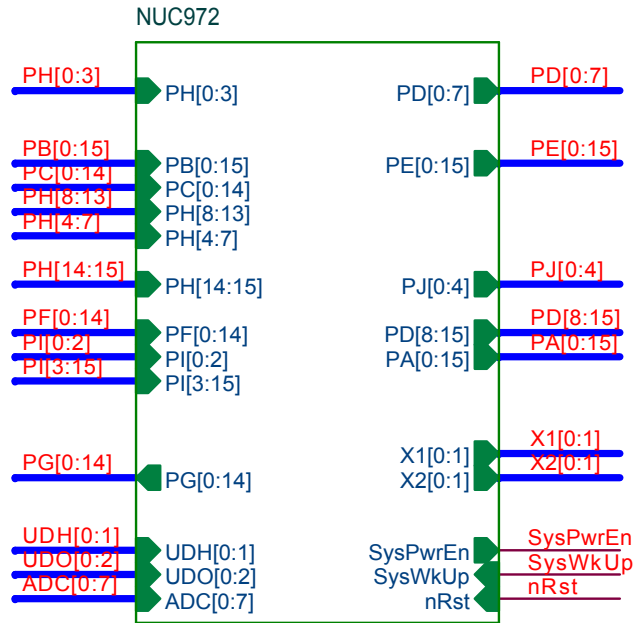 NUC972
PH[0:3] PH[0:3] PD[0:7] PD[0:7]
PB[0:15] PB[0:15] PE[0:15] PE[0:15]
PC[0:14] PC[0:14]
PH[8:13] PH[8:13]
PH[4:7] PH[4:7]
PH[14:15] PH[14:15] PJ[0:4] PJ[0:4]
PF[0:14] PF[0:14] PD[8:15] PD[8:15]
PI[0:2] PI[0:2] PA[0:15] PA[0:15]
PI[3:15] PI[3:15]
X1[0:1] X1[0:1]
PG[0:14] PG[0:14] X2[0:1] X2[0:1]
UDH[0:1] UDH[0:1] SysPwrEn SysPwrEn
UDO[0:2] UDO[0:2] SysWkUp SysWkUp
ADC[0:7] ADC[0:7] nRst nRst